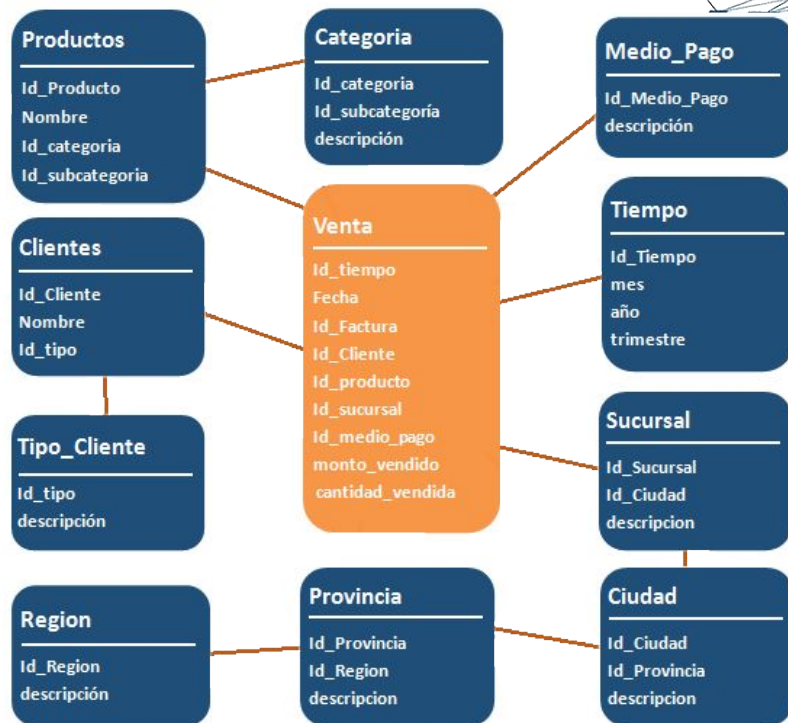 Productos
Id_Producto
Nombre
Id_categoria
Id_subcategoria
Categoria
Id_categoria
Id_subcategoría
descripción
Medio_Pago
Id_Medio_Pago
descripción
Clientes
Id_Cliente
Nombre
Id_tipo
Venta
Id_tiempo
Fecha
Id_Factura
Id_Cliente
Id_producto
Id_sucursal
Id_medio_pago
monto_vendido
cantidad_vendida
Tiempo
Id_Tiempo
mes
año
trimestre
Tipo_Cliente
Id_tipo
descripción
Sucursal
Id_Sucursal
Id_Ciudad
descripcion
Region
Id_Region
descripción
Provincia
Id_Provincia
Id_Region
descripcion
Ciudad
Id_Ciudad
Id_Provincia
descripcion